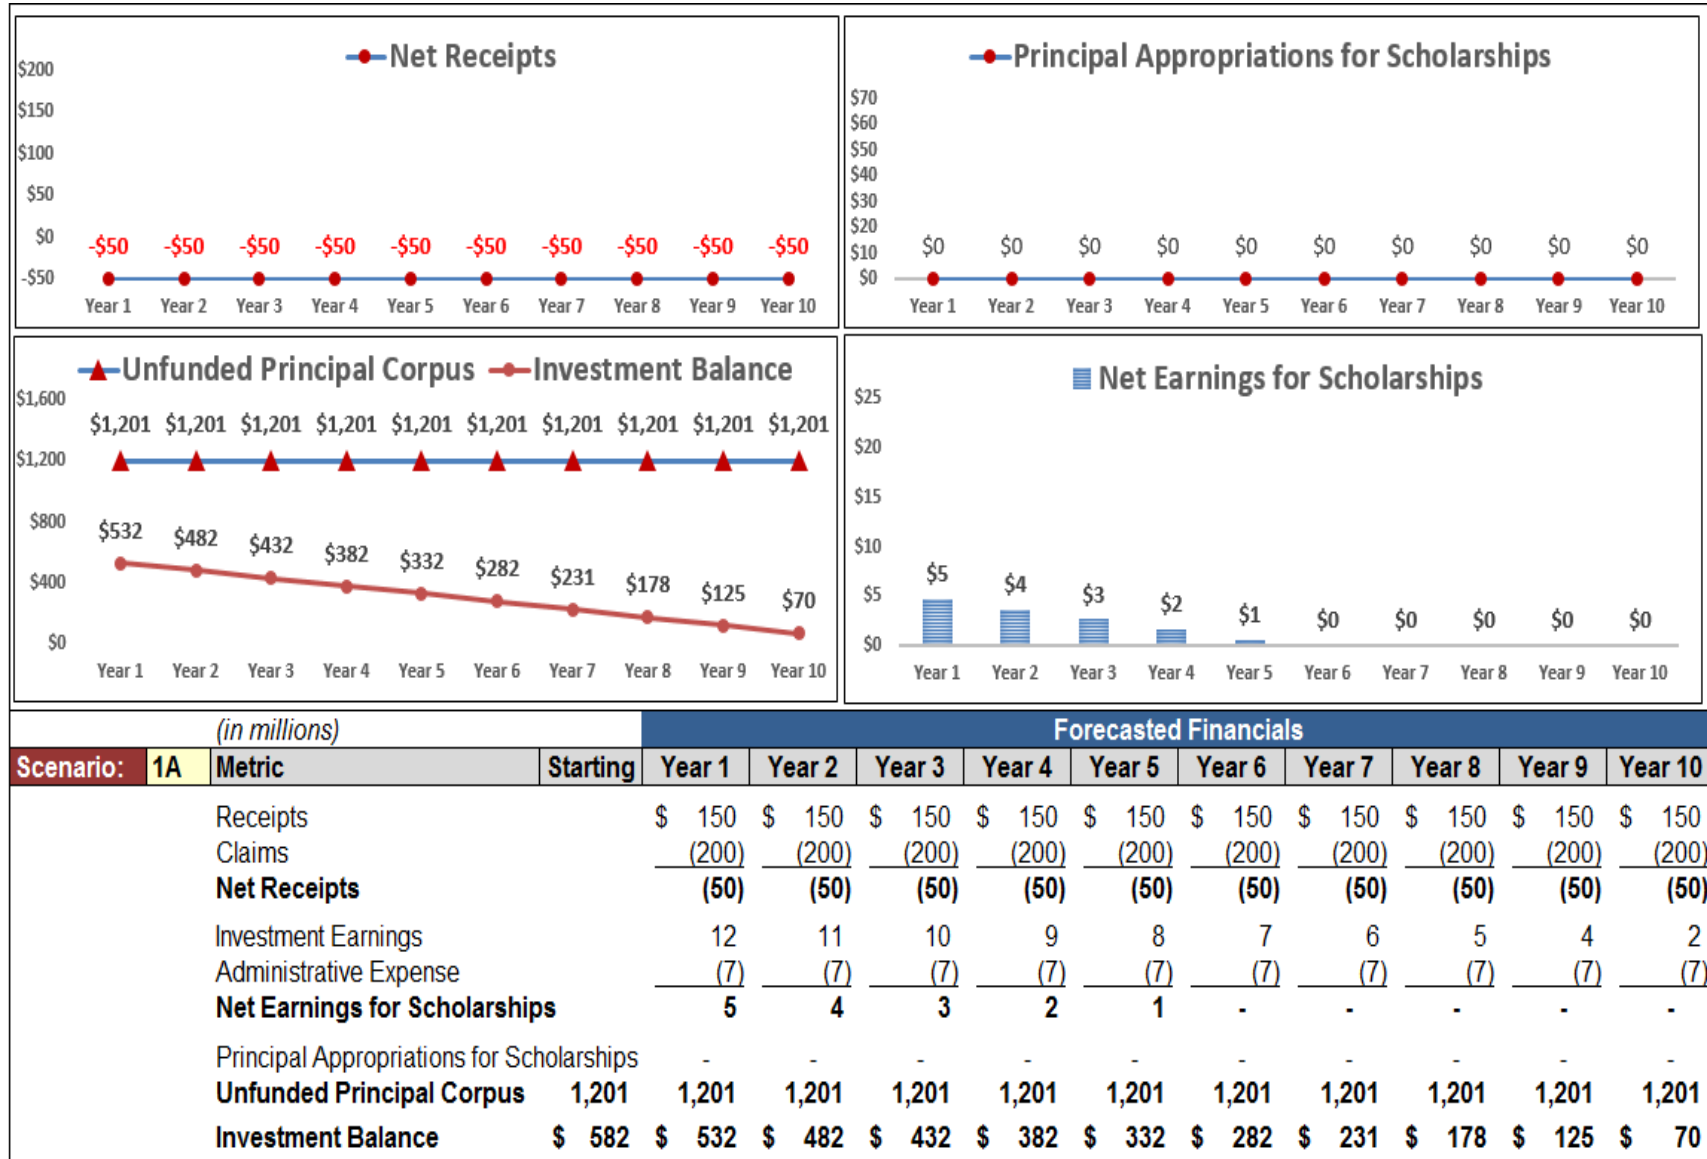 Net Receipts
$200
$150
$100
$50
$0
-$50
-$50 -$50 -$50 -$50 -$50 -$50 -$50 -$50 -$50 -$50
Year 1 Year 2 Year 3 Year 4 Year 5 Year 6 Year 7 Year 8 Year 9 Year 10
Principal Appropriations for Scholarships
$70
$60
$50
$40
$30
$20
$10
$0
$0 $0 $0 $0 $0 $0 $0 $0 $0 $0
Year 1 Year 2 Year 3 Year 4 Year 5 Year 6 Year 7 Year 8 Year 9 Year 10
Unfunded Principal Corpus Investment Balance
$1,600
$1,200
$800
$400
$0
$1,201 $1,201 $1,201 $1,201 $1,201 $1,201 $1,201 $1,201 $1,201 $1,201
$532 $482 $432 $382 $332 $282 $231 $178 $125 $70
Year 1 Year 2 Year 3 Year 4 Year 5 Year 6 Year 7 Year 8 Year 9 Year 10
Net Earnings for Scholarships
$25
$20
$15
$10
$5
$0
$5 $4 $3 $2 $1 $0 $0 $0 $0 $0
Year 1 Year 2 Year 3 Year 4 Year 5 Year 6 Year 7 Year 8 Year 9 Year 10
(in millions) Forecasted Financials
Scenario: 1A Metric Starting Year 1 Year 2 Year 3 Year 4 Year 5 Year 6 Year 7 Year 8 Year 9 Year 10
Receipts $ 150 $ 150 $ 150 $ 150 $ 150 $ 150 $ 150 $ 150 $ 150 $ 150
Claims (200) (200) (200) (200) (200) (200) (200) (200) (200) (200)
Net Receipts (50) (50) (50) (50) (50) (50) (50) (50) (50) (50)
Investment Earnings 12 11 10 9 8 7 6 5 4 2
Administrative Expense (7) (7) (7) (7) (7) (7) (7) (7) (7) (7)
Net Earnings for Scholarships 5 4 3 2 1 - - - - -
Principal Appropriations for Scholarships - - - - - - - - - -
Unfunded Principal Corpus 1,201 1,201 1,201 1,201 1,201 1,201 1,201 1,201 1,201 1,201 1,201
Investment Balance $ 582 $ 532 $ 482 $ 432 $ 382 $ 332 $ 282 $ 231 $ 178 $ 125 $ 70